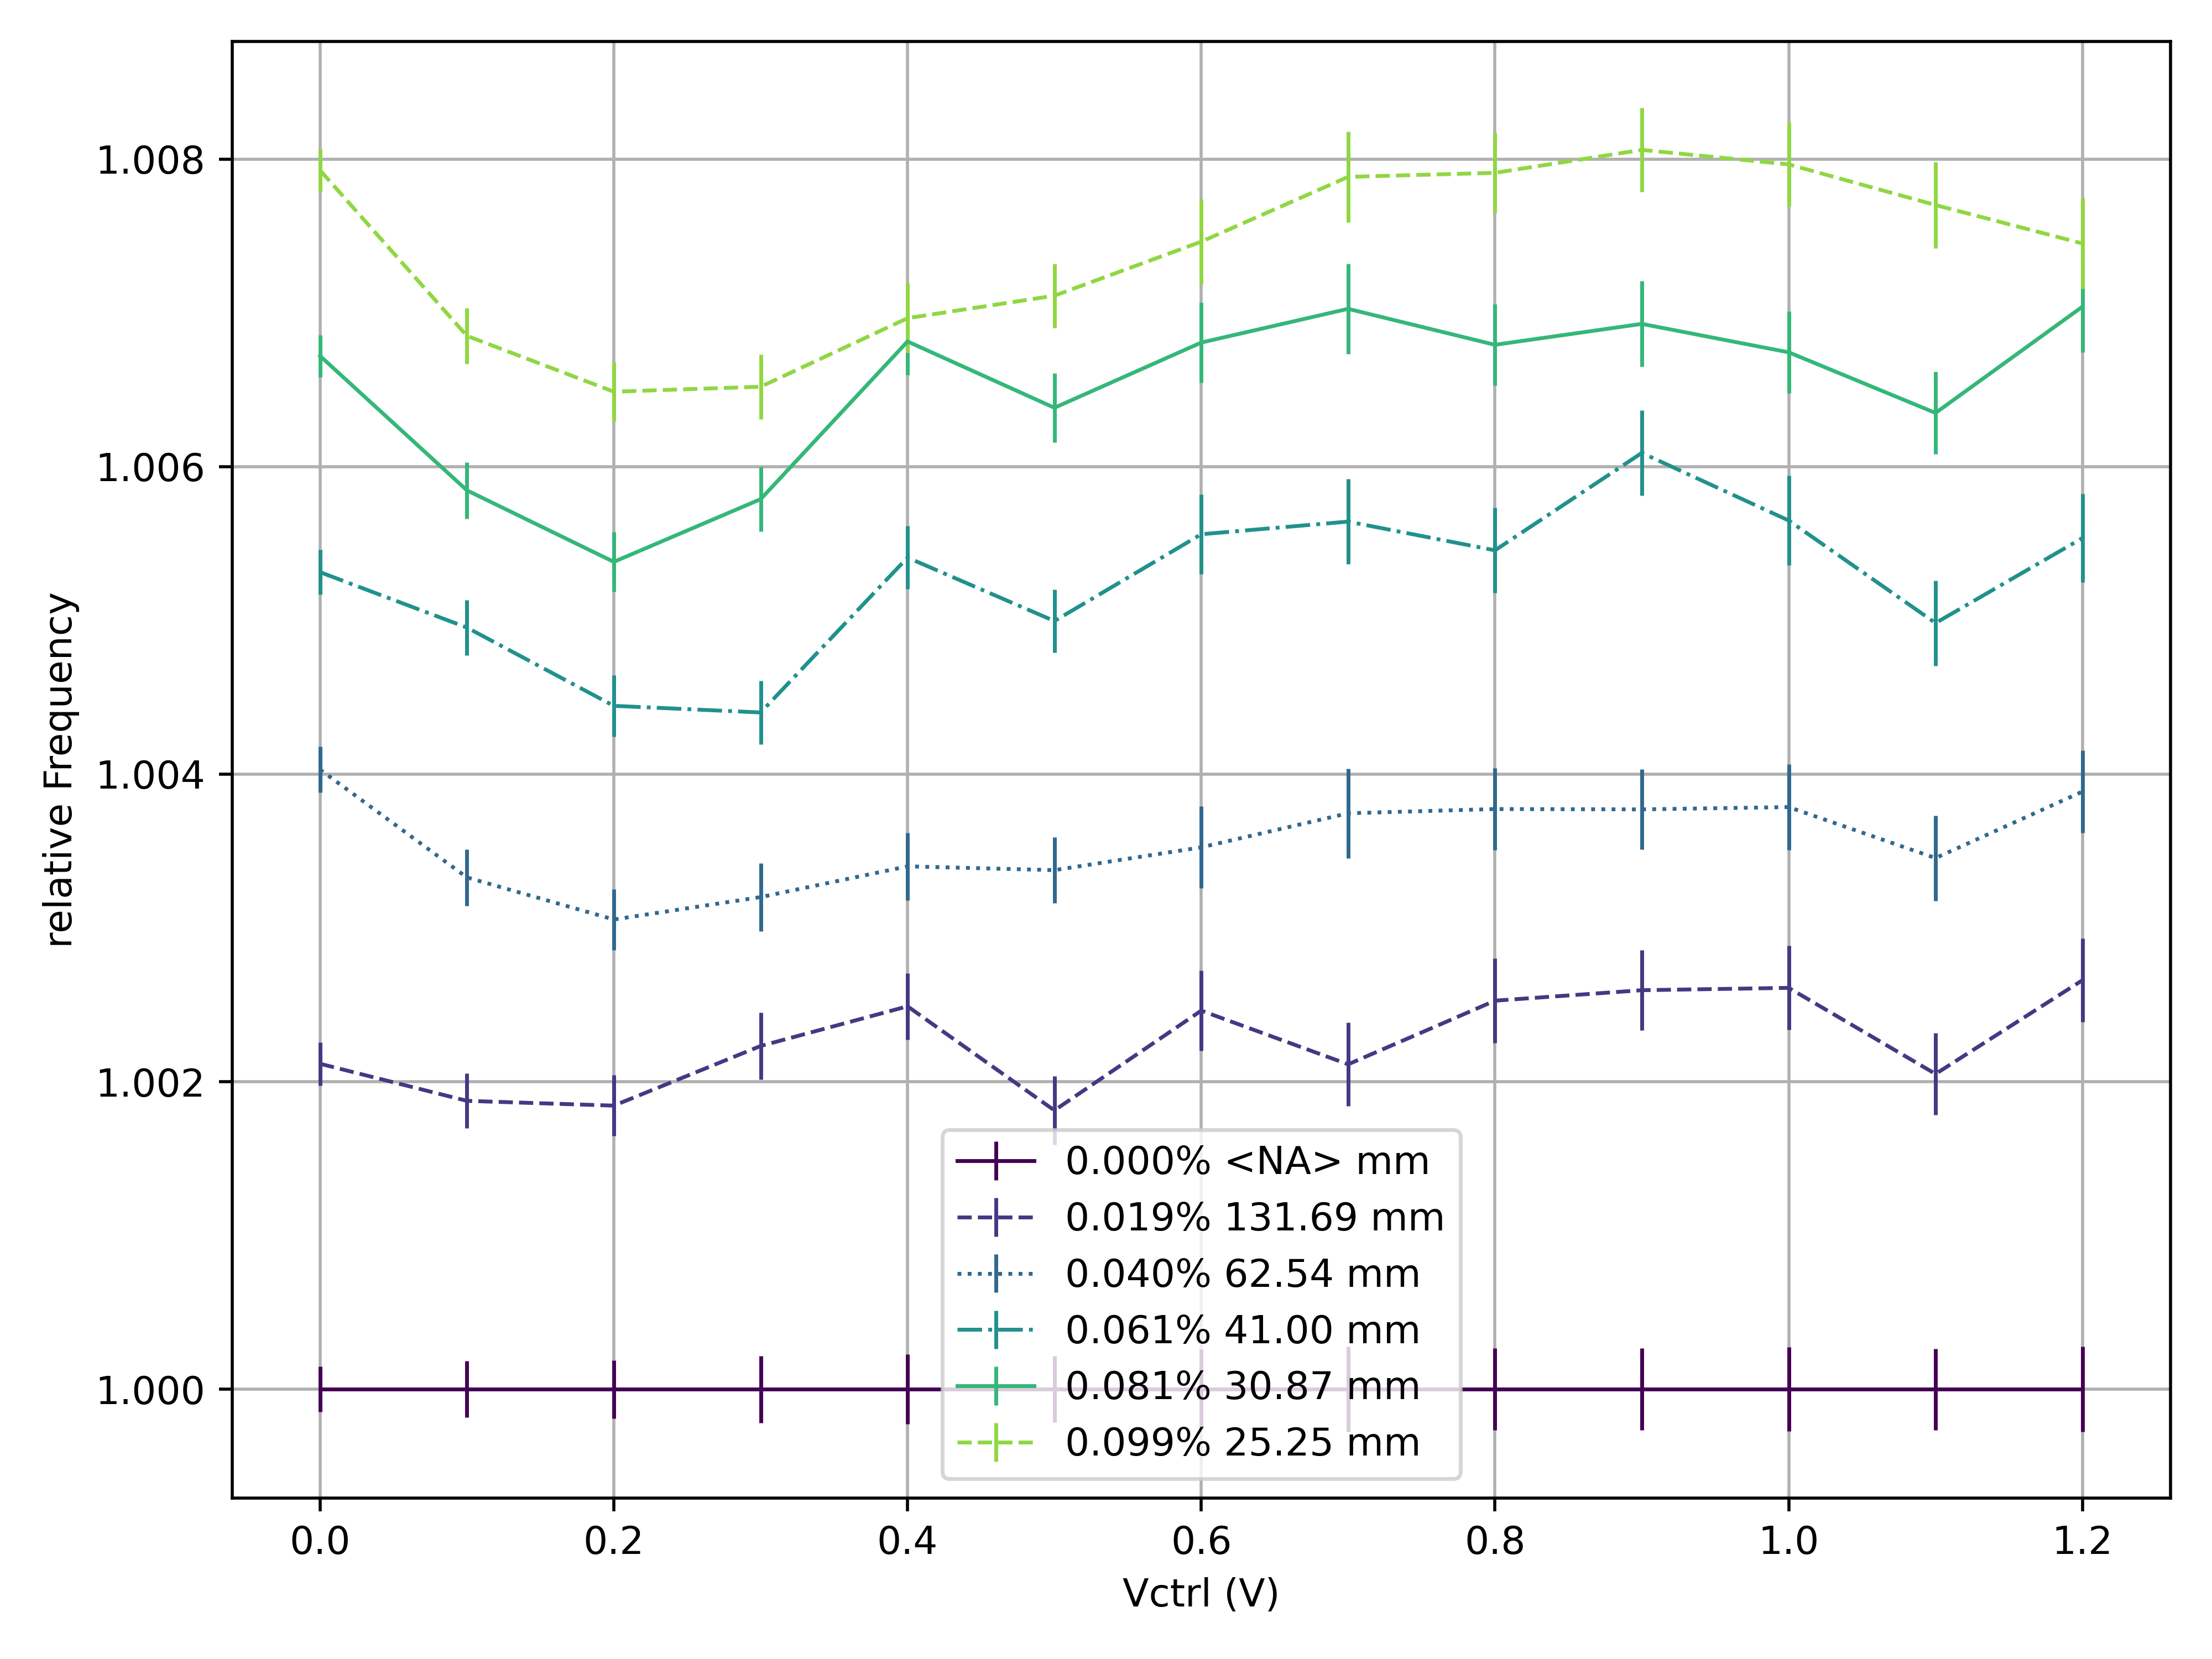 1.008
1.006
1.004
1.002
1.000
relative Frequency
0.000% <NA> mm
0.019% 131.69 mm
0.040% 62.54 mm
0.061% 41.00 mm
0.081% 30.87 mm
0.099% 25.25 mm
0.0 0.2 0.4 0.6 0.8 1.0 1.2
Vctrl (V)